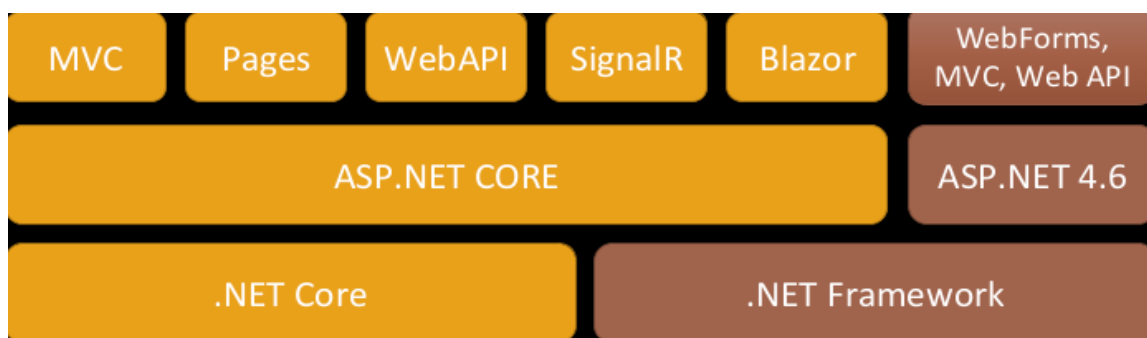 MVC
Pages
WebAPI
SignalR
Blazor
WebForms,
MVC, Web API
ASP.NET CORE
ASP.NET 4.6
.NET Core
.NET Framework